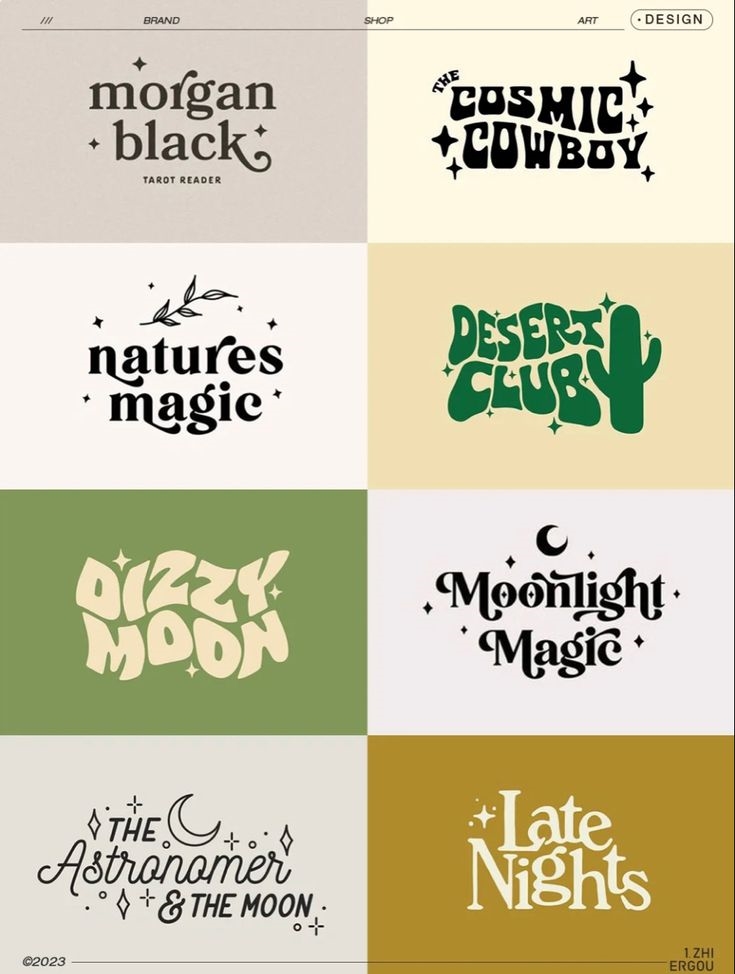 /// BRAND SHOP ART · DESIGN
morgan
black
TAROT READER
THE
COSMIC
COWBOY
natures
magic
DESERT
CLUB
DIZZY
MOON
Moonlight
Magic
THE
Astronomer
& THE MOON
Late
Nights
©2023
1.ZHI
ERGOU